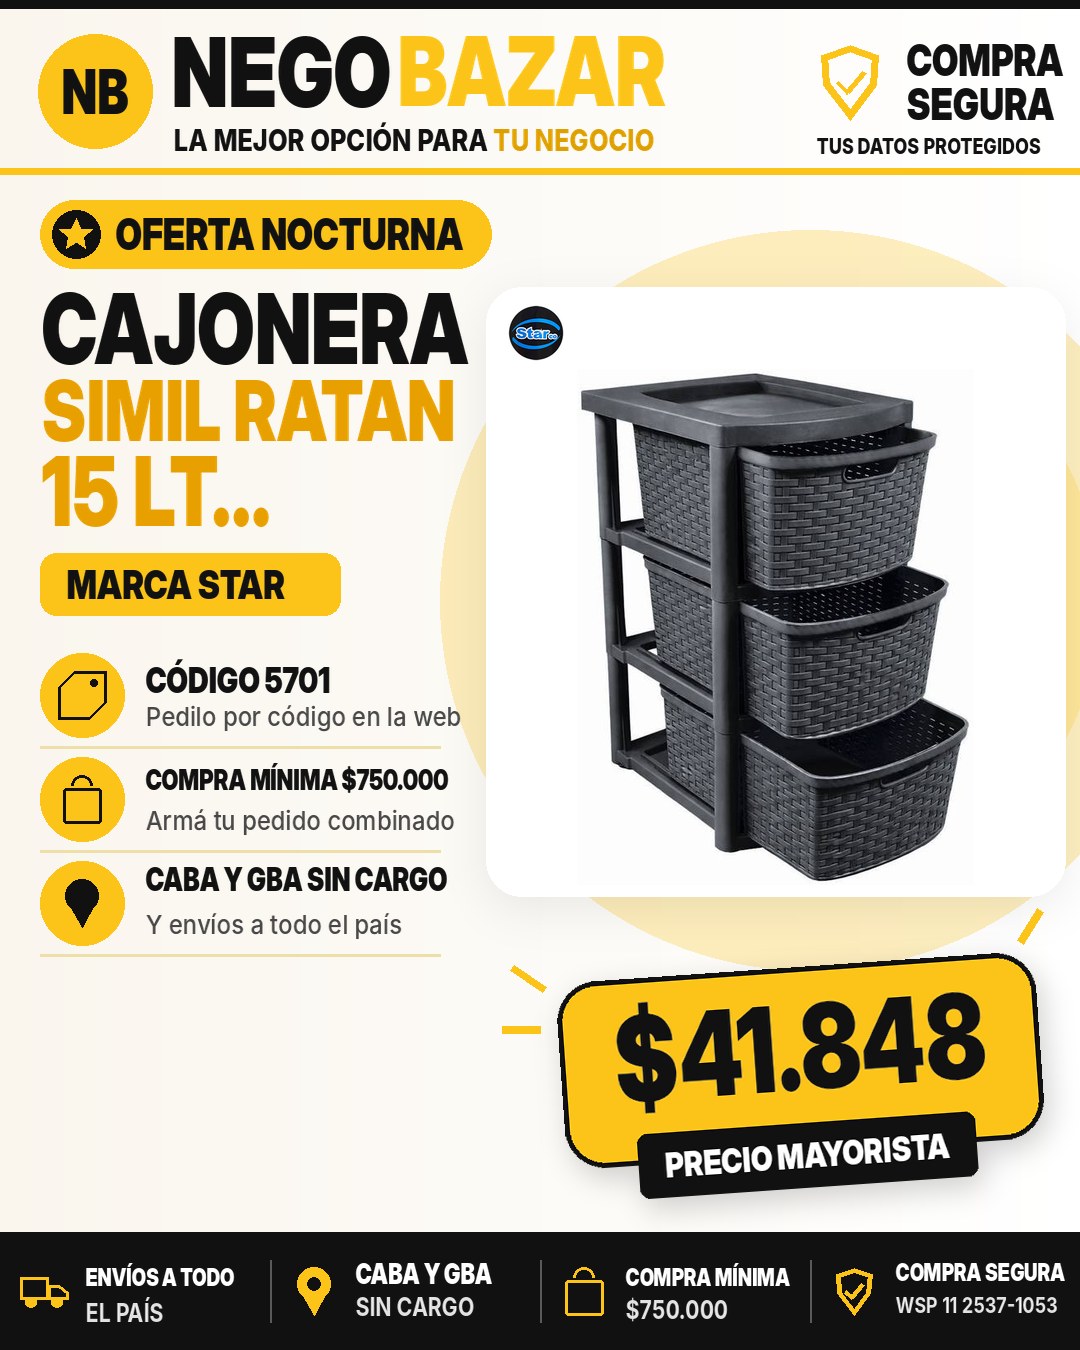 NB
NEGOBAZAR
LA MEJOR OPCIÓN PARA TU NEGOCIO
COMPRA
SEGURA
TUS DATOS PROTEGIDOS
OFERTA NOCTURNA
CAJONERA
SIMIL RATAN
15 LT...
MARCA STAR
CÓDIGO 5701
Pedilo por código en la web
COMPRA MÍNIMA $750.000
Armá tu pedido combinado
CABA Y GBA SIN CARGO
Y envíos a todo el país
Star
$41.848
PRECIO MAYORISTA
ENVÍOS A TODO
EL PAÍS
CABA Y GBA
SIN CARGO
COMPRA MÍNIMA
$750.000
COMPRA SEGURA
WSP 11 2537-1053